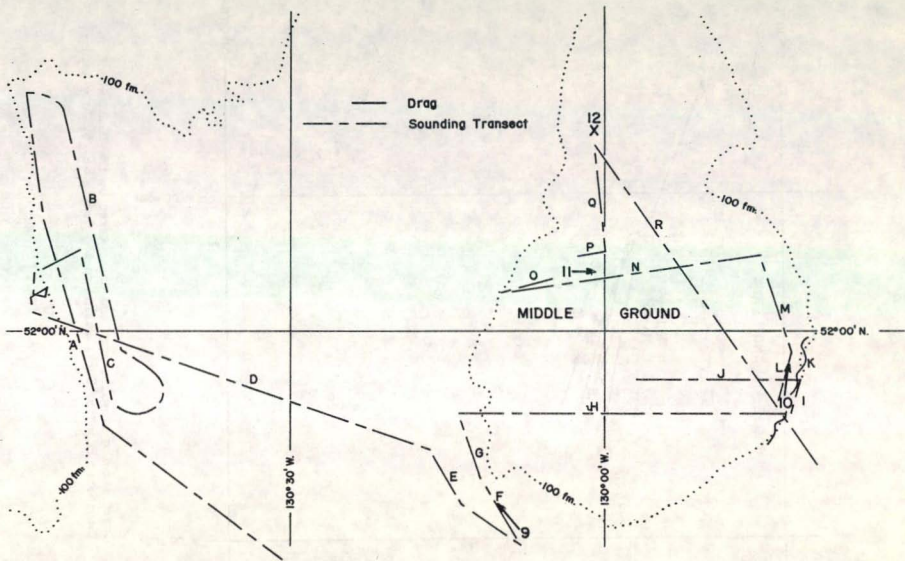 100 fm.
Drag
Sounding Transect
12
X
B
Q
R
100 fm.
P
O
11
N
MIDDLE GROUND
M
52°00' N.
52°00' N.
A
C
D
L
K
J
10
I
H
130° 30' W.
130° 00' W.
G
E
F
9
100 fm.
100 fm.